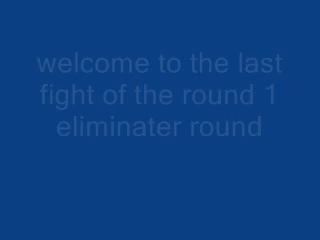 welcome to the last
fight of the round 1
eliminater round